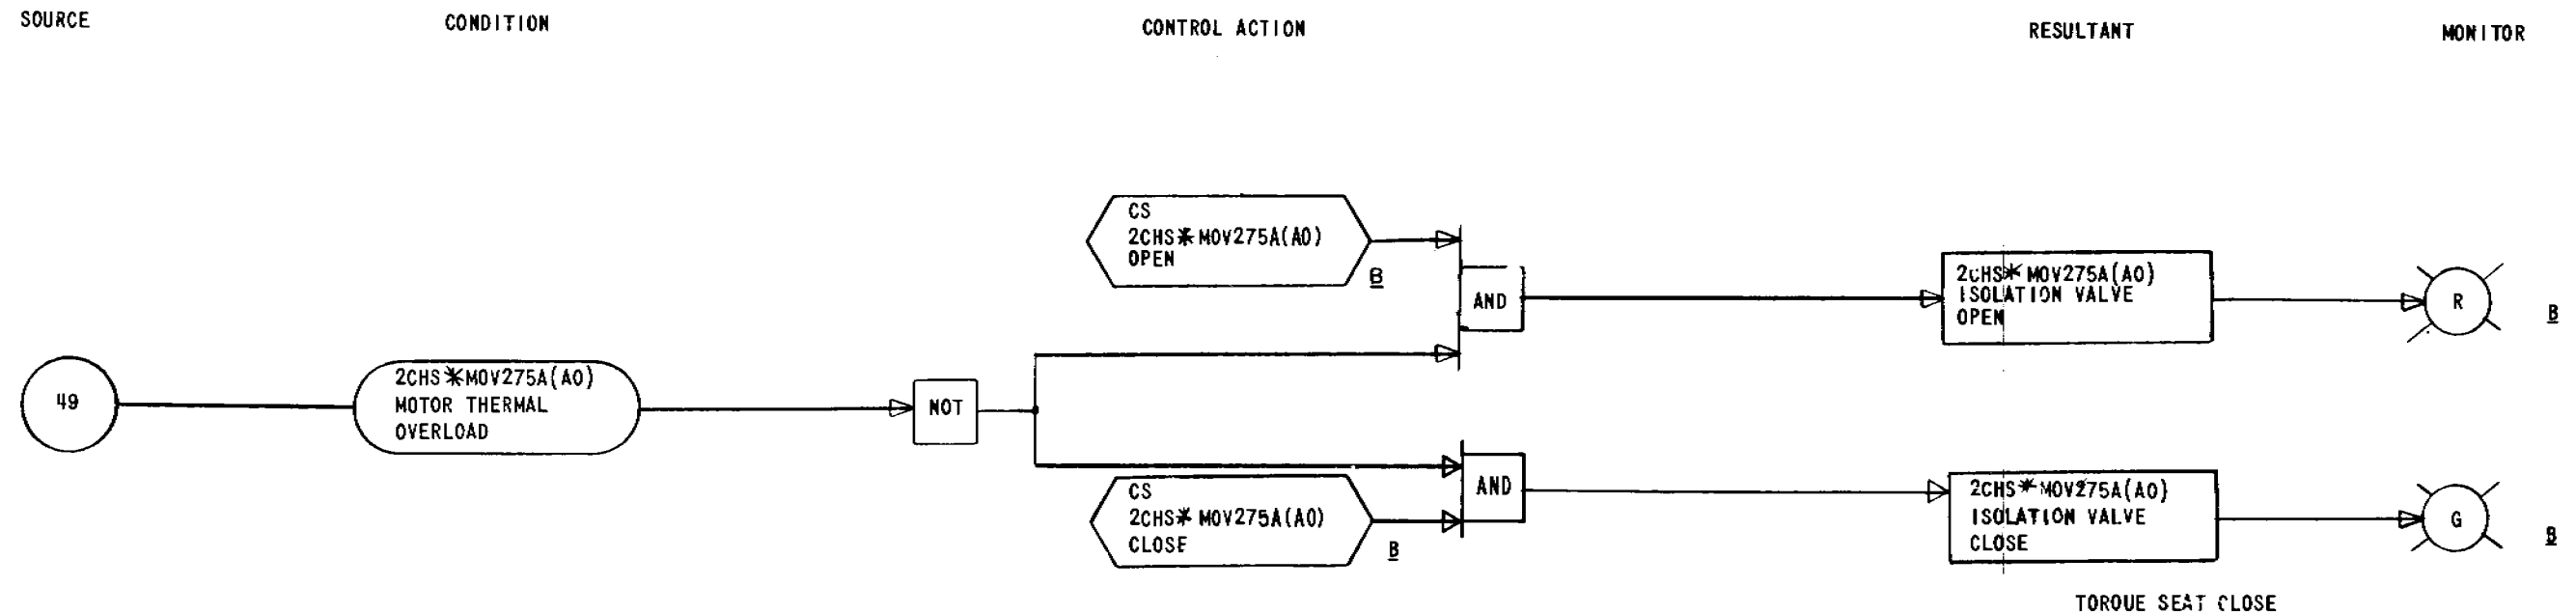 SOURCE
CONDITION
CONTROL ACTION
RESULTANT
MONITOR
CS
2CHS*MOV275A(AO)
OPEN
B
AND
2CHS*MOV275A(AO)
ISOLATION VALVE
OPEN
R
B
49
2CHS*MOV275A(AO)
MOTOR THERMAL
OVERLOAD
NOT
CS
2CHS*MOV275A(AO)
CLOSE
B
AND
2CHS*MOV275A(AO)
ISOLATION VALVE
CLOSE
G
B
TORQUE SEAT CLOSE